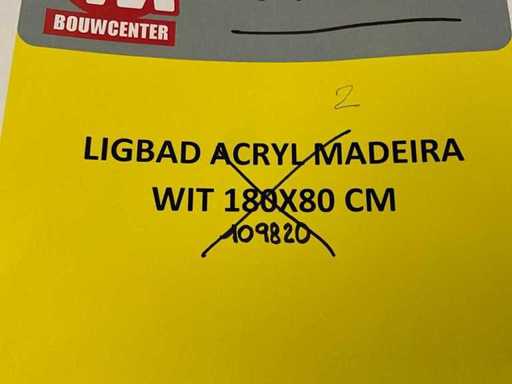 BOUWCENTER
2
LIGBAD ACRYL MADEIRA
WIT 180X80 CM
109820